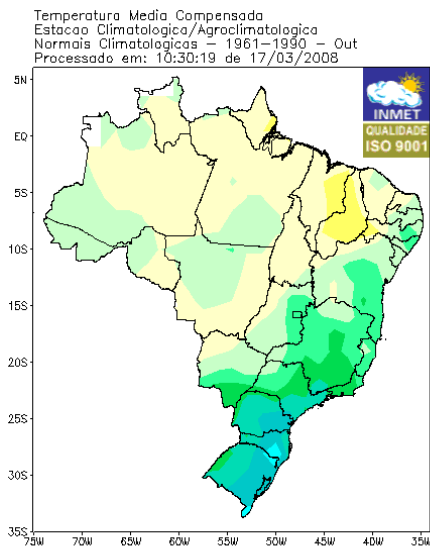 Temperatura Media Compensada
Estacao Climatologica/Agroclimatologica
Normais Climatologicas - 1961-1990 - Out
Processado em: 10:30:19 de 17/03/2008
INMET
QUALIDADE
ISO 9001
5N
EQ
5S
10S
15S
20S
25S
30S
35S
75W 70W 65W 60W 55W 50W 45W 40W 35W